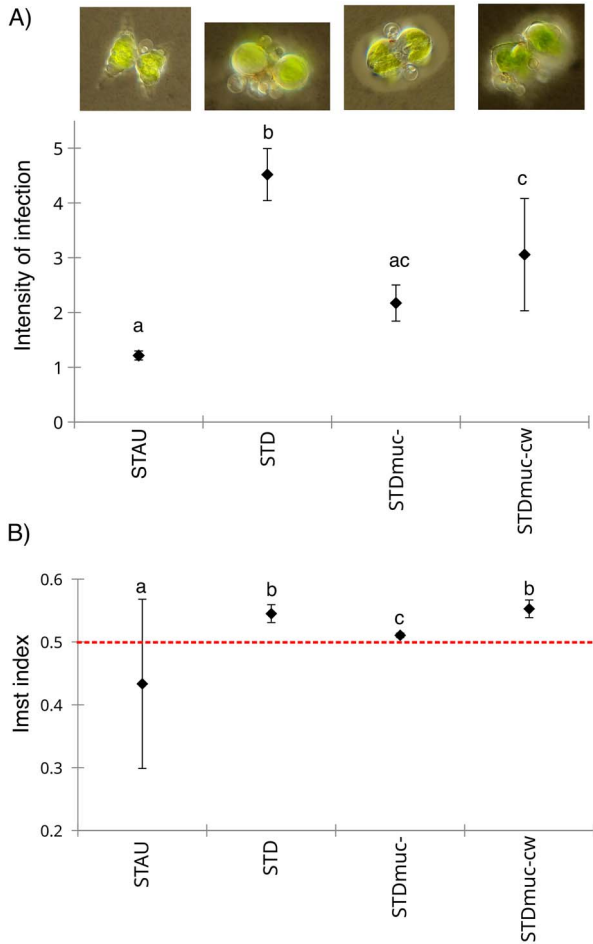 A)
Intensity of infection
5
4
3
2
1
0
a
b
ac
c
STAU
STD
STDmuc-
STDmuc-cw
B)
Imst index
0.6
0.5
0.4
0.3
0.2
a
b
c
b
STAU
STD
STDmuc-
STDmuc-cw